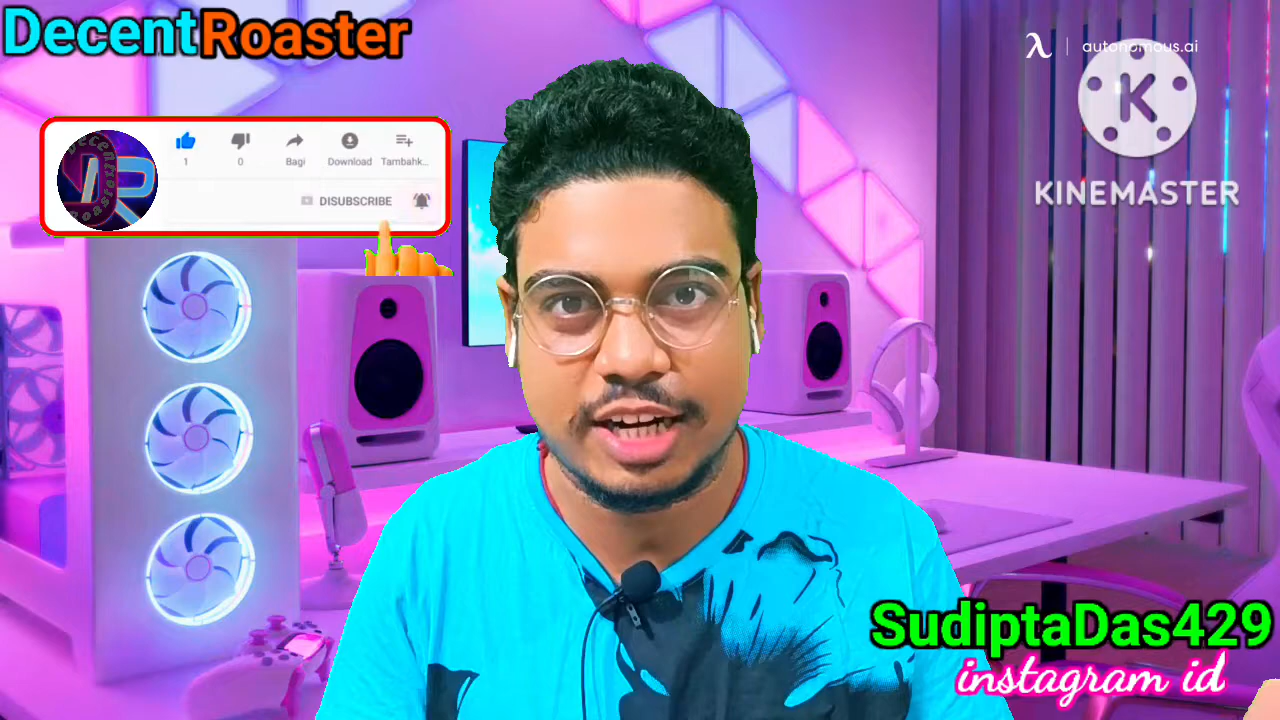 DecentRoaster
autonomous.ai
KINEMASTER
1 0 Bagi Download Tambahk...
DISUBSCRIBE
SudiptaDas429
instagram id